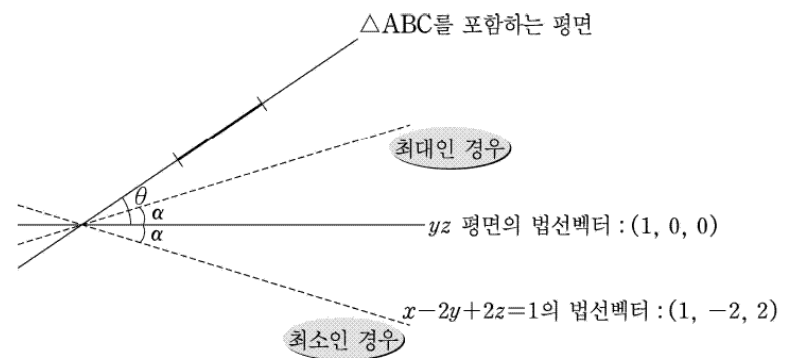 △ABC를 포함하는 평면
최대인 경우
θ
α
yz 평면의 법선벡터 : (1, 0, 0)
α
x−2y+2z=1의 법선벡터 : (1, −2, 2)
최소인 경우